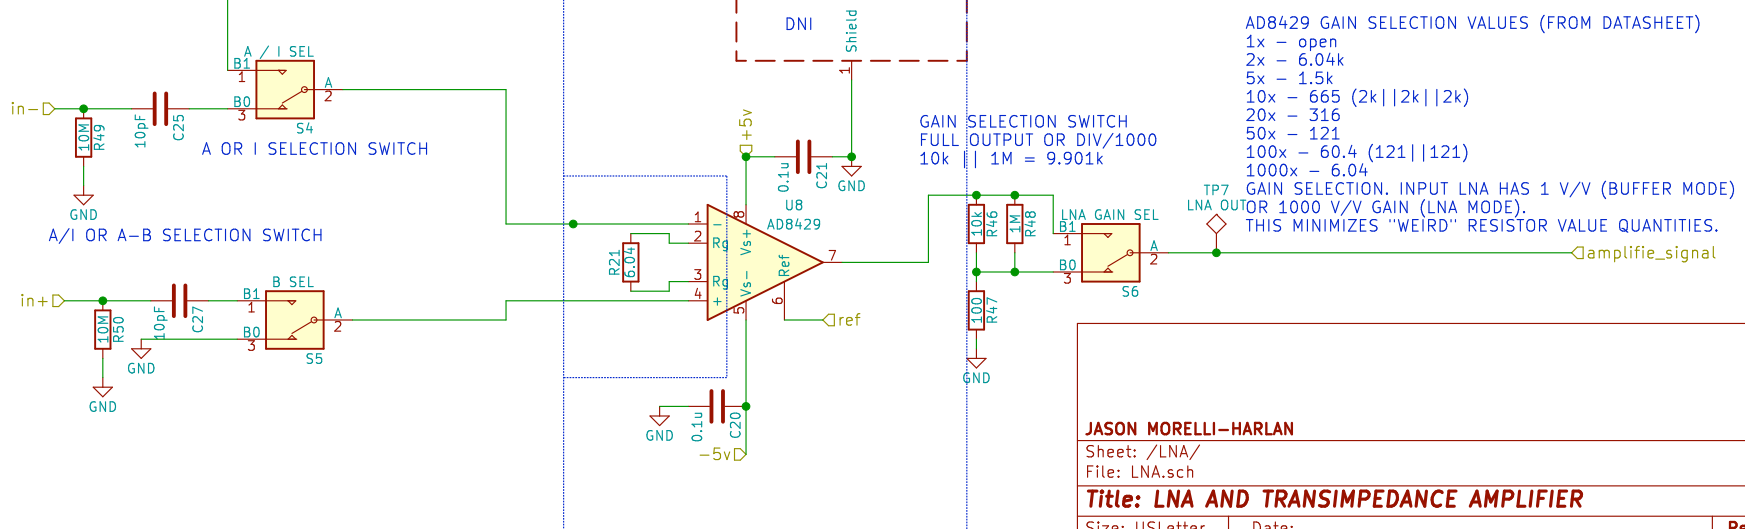 DNI
Shield
1
AD8429 GAIN SELECTION VALUES (FROM DATASHEET)
1x – open
2x – 6.04k
5x – 1.5k
10x – 665 (2k||2k||2k)
20x – 316
50x – 121
100x – 60.4 (121||121)
1000x – 6.04
GAIN SELECTION. INPUT LNA HAS 1 V/V (BUFFER MODE)
OR 1000 V/V GAIN (LNA MODE).
THIS MINIMIZES "WEIRD" RESISTOR VALUE QUANTITIES.
A / I SEL
B1
1
B0
3
A
2
S4
in-
10M
R49
10pF
C25
GND
A OR I SELECTION SWITCH
A/I OR A-B SELECTION SWITCH
in+
10M
R50
10pF
C27
GND
GND
B SEL
B1
1
B0
3
A
2
S5
+5v
0.1u
C21
GND
U8
AD8429
1
-
2
Rg
3
Rg
4
+
8
Vs+
Vs-
5
Ref
6
7
R21
6.04
ref
GND
0.1u
C20
-5v
GAIN SELECTION SWITCH
FULL OUTPUT OR DIV/1000
10k || 1M = 9.901k
10k
R46
1M
R48
100
R47
GND
LNA GAIN SEL
B1
1
B0
3
A
2
S6
TP7
LNA OUT
amplifie_signal
JASON MORELLI-HARLAN
Sheet: /LNA/
File: LNA.sch
Title: LNA AND TRANSIMPEDANCE AMPLIFIER
Size: USLetter
Date:
Re